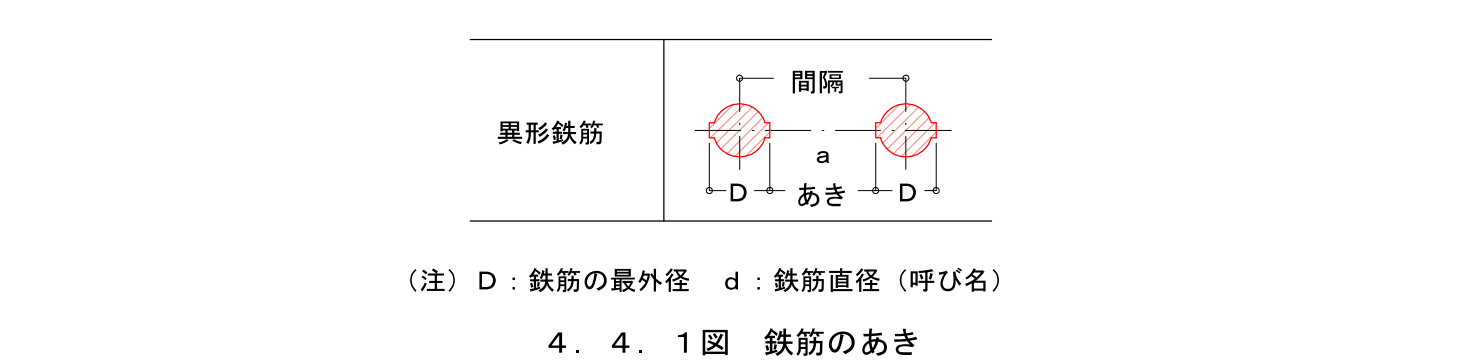 間隔
異形鉄筋
a
D あき D
（注）D：鉄筋の最外径　d：鉄筋直径（呼び名）
４．４．１図　鉄筋のあき